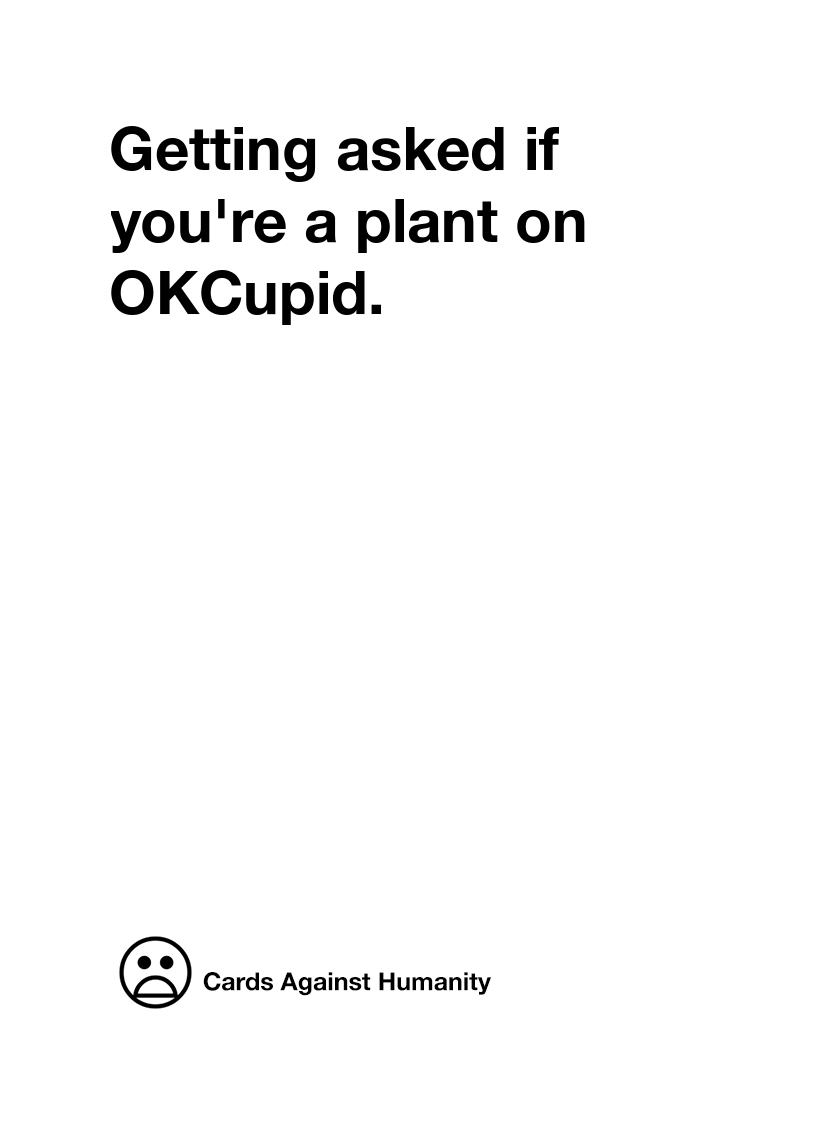 Getting asked if
you're a plant on
OKCupid.
Cards Against Humanity